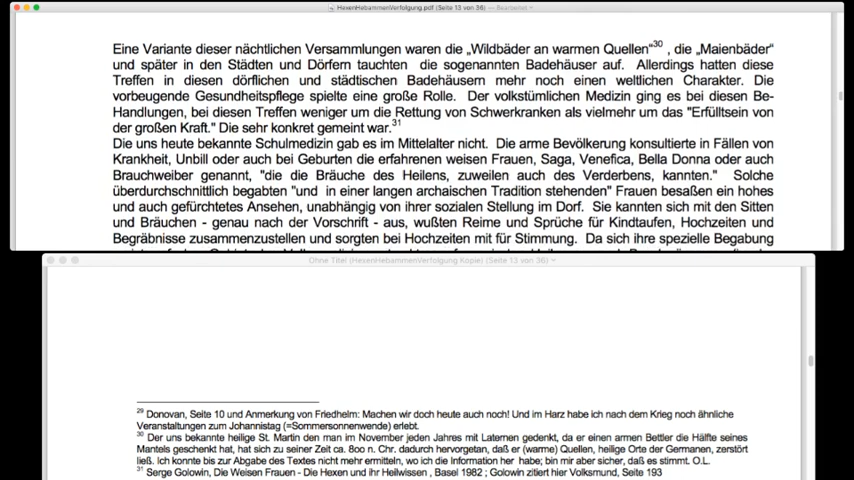 HexenHebammenVerfolgung.pdf (Seite 13 von 36) — Bearbeitet
Eine Variante dieser nächtlichen Versammlungen waren die „Wildbäder an warmen Quellen“30 , die „Maienbäder“
und später in den Städten und Dörfern tauchten die sogenannten Badehäuser auf. Allerdings hatten diese
Treffen in diesen dörflichen und städtischen Badehäusern mehr noch einen weltlichen Charakter. Die
vorbeugende Gesundheitspflege spielte eine große Rolle. Der volkstümlichen Medizin ging es bei diesen Be-
Handlungen, bei diesen Treffen weniger um die Rettung von Schwerkranken als vielmehr um das "Erfülltsein von
der großen Kraft." Die sehr konkret gemeint war.31
Die uns heute bekannte Schulmedizin gab es im Mittelalter nicht. Die arme Bevölkerung konsultierte in Fällen von
Krankheit, Unbill oder auch bei Geburten die erfahrenen weisen Frauen, Saga, Venefica, Bella Donna oder auch
Brauchweiber genannt, "die die Bräuche des Heilens, zuweilen auch des Verderbens, kannten." Solche
überdurchschnittlich begabten "und in einer langen archaischen Tradition stehenden" Frauen besaßen ein hohes
und auch gefürchtetes Ansehen, unabhängig von ihrer sozialen Stellung im Dorf. Sie kannten sich mit den Sitten
und Bräuchen - genau nach der Vorschrift - aus, wußten Reime und Sprüche für Kindtaufen, Hochzeiten und
Begräbnisse zusammenzustellen und sorgten bei Hochzeiten mit für Stimmung. Da sich ihre spezielle Begabung
Ohne Titel (HexenHebammenVerfolgung Kopie) (Seite 13 von 36)
29 Donovan, Seite 10 und Anmerkung von Friedhelm: Machen wir doch heute auch noch! Und im Harz habe ich nach dem Krieg noch ähnliche
Veranstaltungen zum Johannistag (=Sommersonnenwende) erlebt.
30 Der uns bekannte heilige St. Martin den man im November jeden Jahres mit Laternen gedenkt, da er einen armen Bettler die Hälfte seines
Mantels geschenkt hat, hat sich zu seiner Zeit ca. 8oo n. Chr. dadurch hervorgetan, daß er (warme) Quellen, heilige Orte der Germanen, zerstört
ließ. Ich konnte bis zur Abgabe des Textes nicht mehr ermitteln, wo ich die Information her habe; bin mir aber sicher, daß es stimmt. O.L.
31 Serge Golowin, Die Weisen Frauen - Die Hexen und ihr Heilwissen , Basel 1982 ; Golowin zitiert hier Volksmund, Seite 193